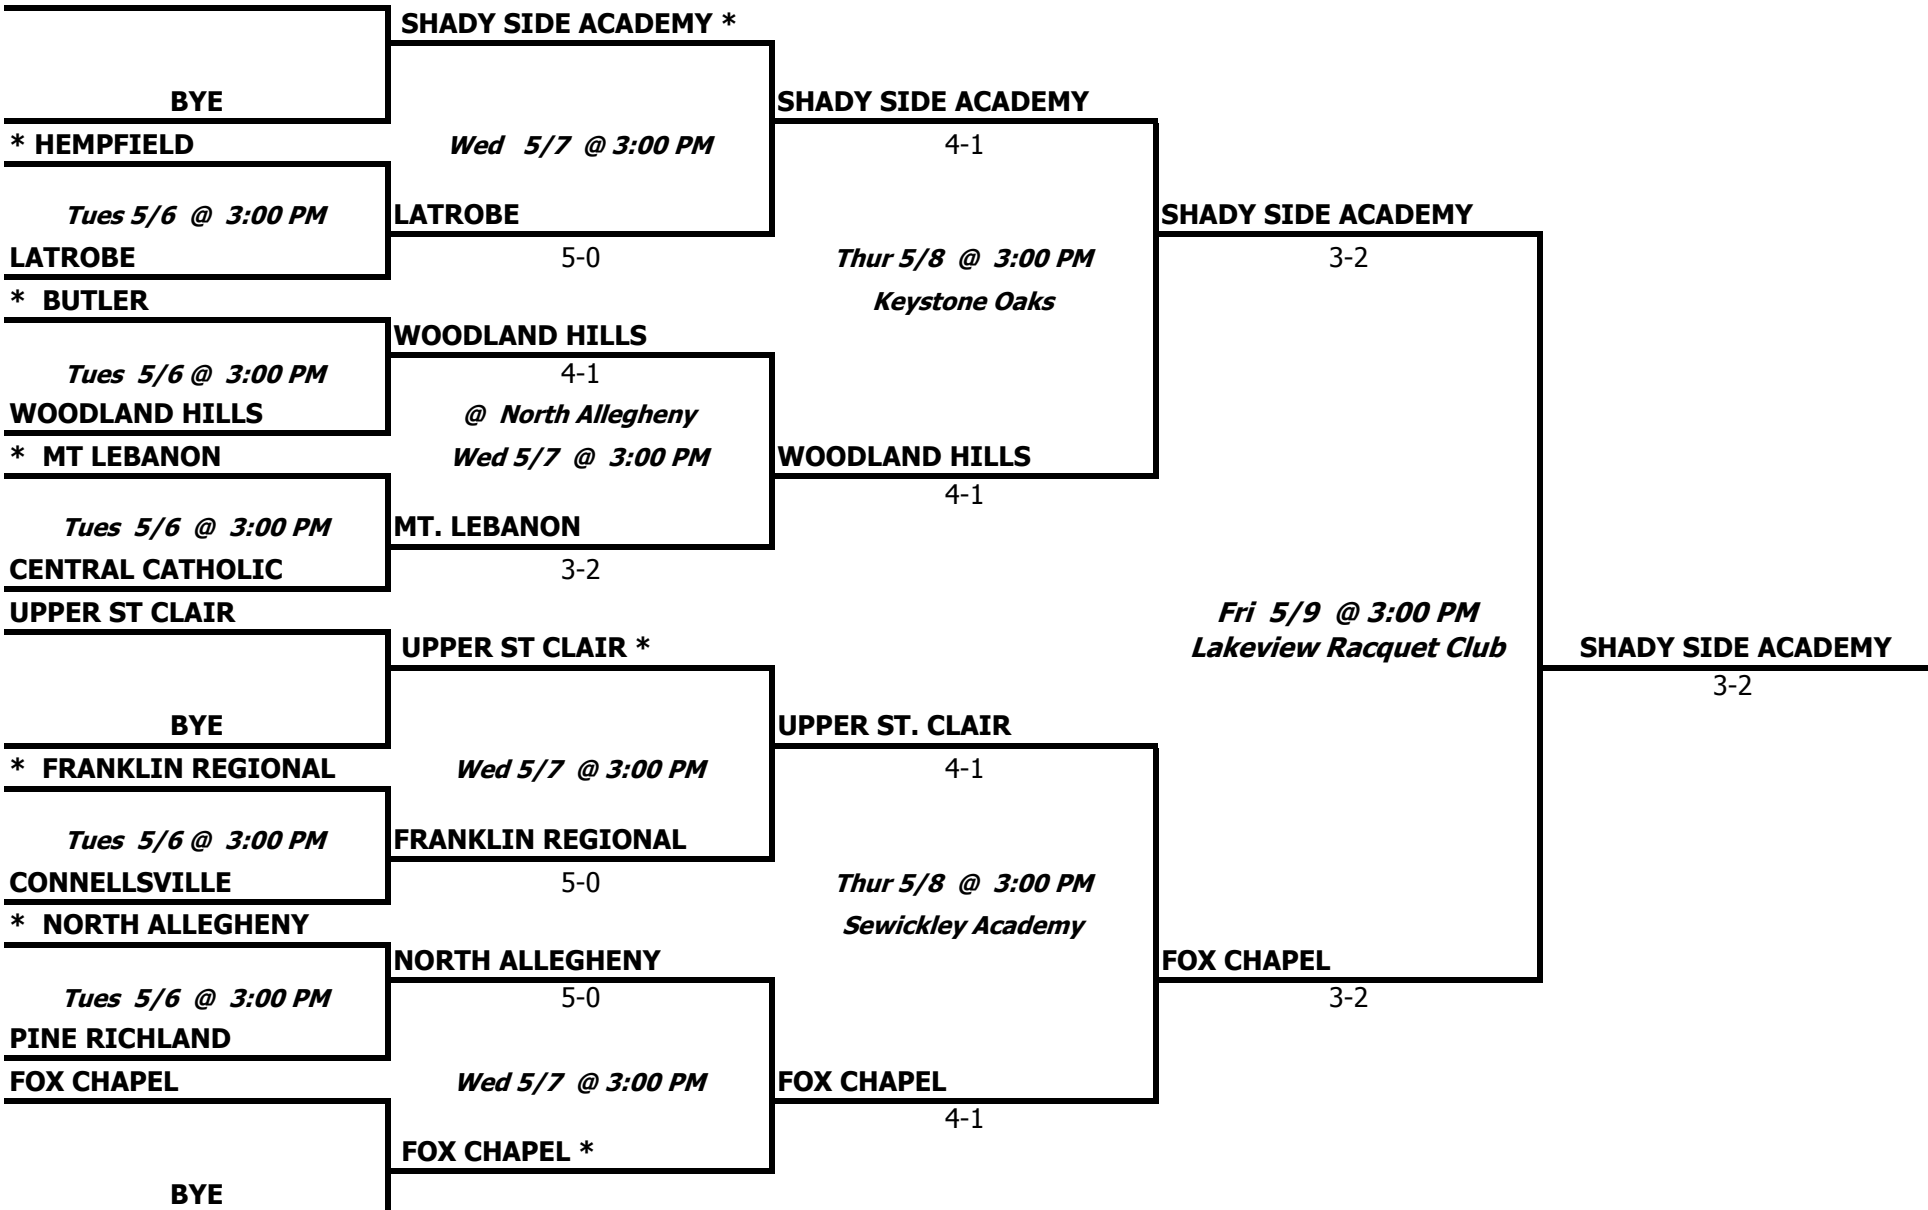 SHADY SIDE ACADEMY *
BYE
SHADY SIDE ACADEMY
* HEMPFIELD
Wed 5/7 @ 3:00 PM
4-1
Tues 5/6 @ 3:00 PM
LATROBE
SHADY SIDE ACADEMY
LATROBE
5-0
Thur 5/8 @ 3:00 PM
3-2
* BUTLER
Keystone Oaks
WOODLAND HILLS
Tues 5/6 @ 3:00 PM
4-1
WOODLAND HILLS
@ North Allegheny
* MT LEBANON
Wed 5/7 @ 3:00 PM
WOODLAND HILLS
4-1
Tues 5/6 @ 3:00 PM
MT. LEBANON
CENTRAL CATHOLIC
3-2
UPPER ST CLAIR
Fri 5/9 @ 3:00 PM
UPPER ST CLAIR *
Lakeview Racquet Club
SHADY SIDE ACADEMY
3-2
BYE
UPPER ST. CLAIR
* FRANKLIN REGIONAL
Wed 5/7 @ 3:00 PM
4-1
Tues 5/6 @ 3:00 PM
FRANKLIN REGIONAL
CONNELLSVILLE
5-0
Thur 5/8 @ 3:00 PM
* NORTH ALLEGHENY
Sewickley Academy
NORTH ALLEGHENY
FOX CHAPEL
Tues 5/6 @ 3:00 PM
5-0
3-2
PINE RICHLAND
FOX CHAPEL
Wed 5/7 @ 3:00 PM
FOX CHAPEL
4-1
FOX CHAPEL *
BYE